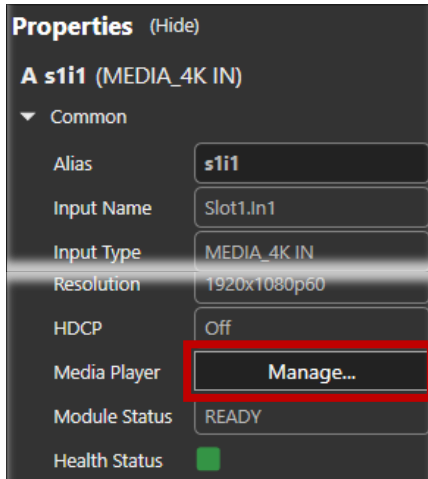 Properties (Hide)
A s1i1 (MEDIA_4K IN)
Common
Alias s1i1
Input Name Slot1.In1
Input Type MEDIA_4K IN
Resolution 1920x1080p60
HDCP Off
Media Player Manage...
Module Status READY
Health Status